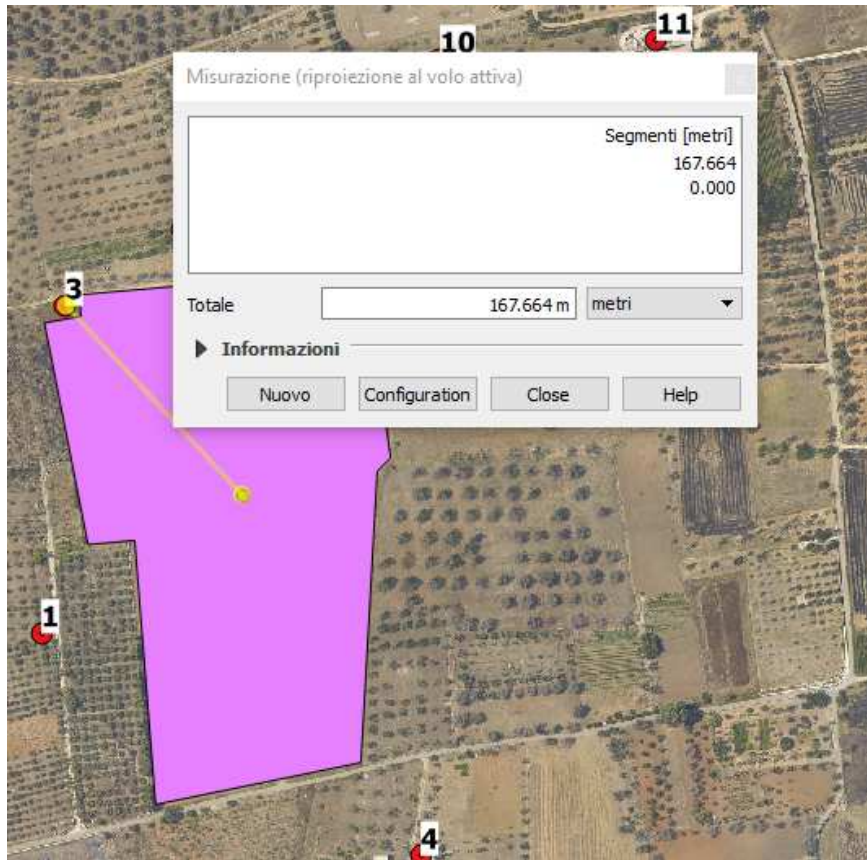 11
10
Misurazione (riproiezione al volo attiva)
Segmenti [metri]
167.664
0.000
3
Totale 167.664 m metri
Informazioni
Nuovo Configuration Close Help
1
4